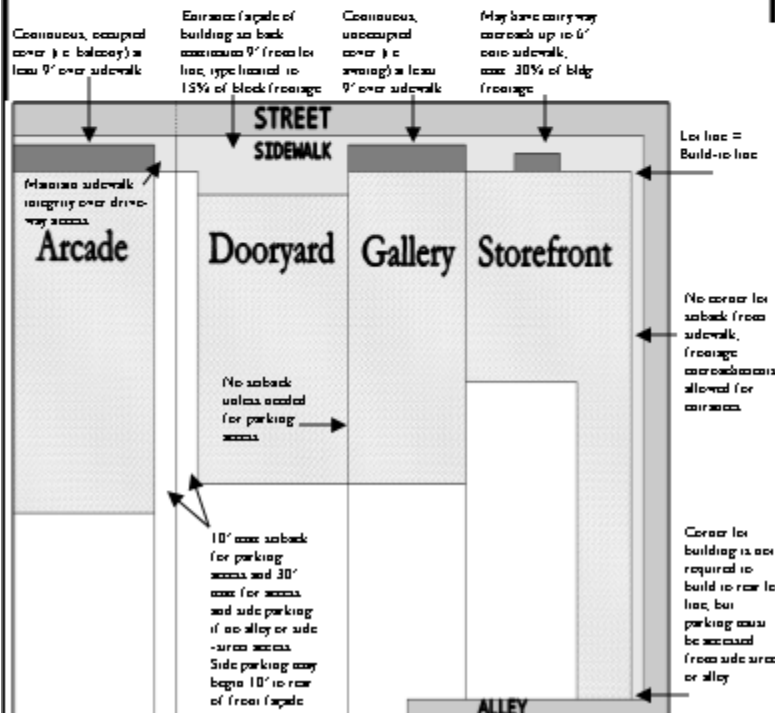 Continuous, occupied
cover (i.e. balcony) at
least 9' over sidewalk
Entrance façade of
building set back
maximum 9' from lot
line, type limited to
15% of block frontage
Continuous,
unoccupied
cover (i.e.
awning) at least
9' over sidewalk
May have entryway
encroach up to 6'
onto sidewalk,
max 30% of bldg
frontage
STREET
SIDEWALK
Lot line =
Build-to line
Maintain sidewalk
integrity over drive-
way access
Arcade
Dooryard
Gallery
Storefront
No corner lot
setback from
sidewalk,
frontage
encroachments
allowed for
entrances
No setback
unless needed
for parking
access
10' max setback
for parking
access and 30'
max for access
and side parking
if no alley or side
-street access
Side parking may
begin 10' to rear
of front façade
Corner lot
building is not
required to
build to rear lot
line, but
parking must
be accessed
from side street
or alley
ALLEY